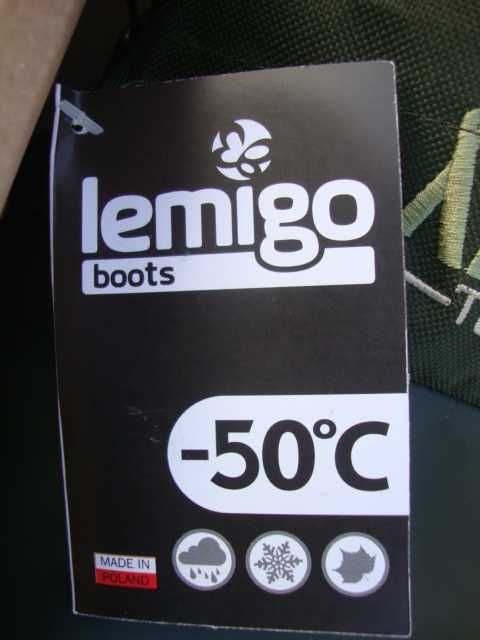 lemigo
boots
-50°C
MADE IN
POLAND